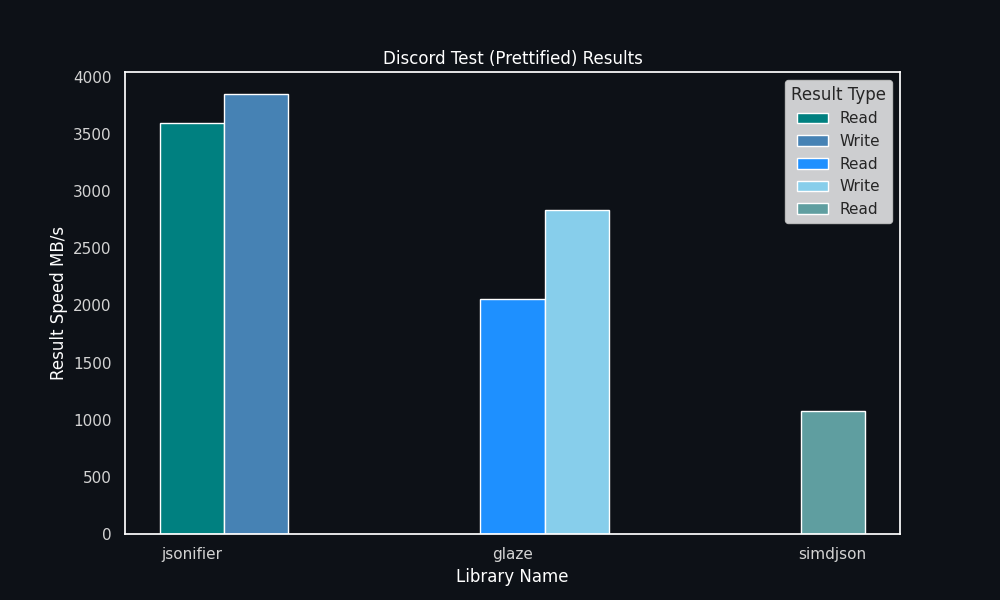 Discord Test (Prettified) Results
4000
3500
3000
2500
2000
1500
1000
500
0
Result Speed MB/s
Result Type
Read
Write
Read
Write
Read
jsonifier
glaze
simdjson
Library Name